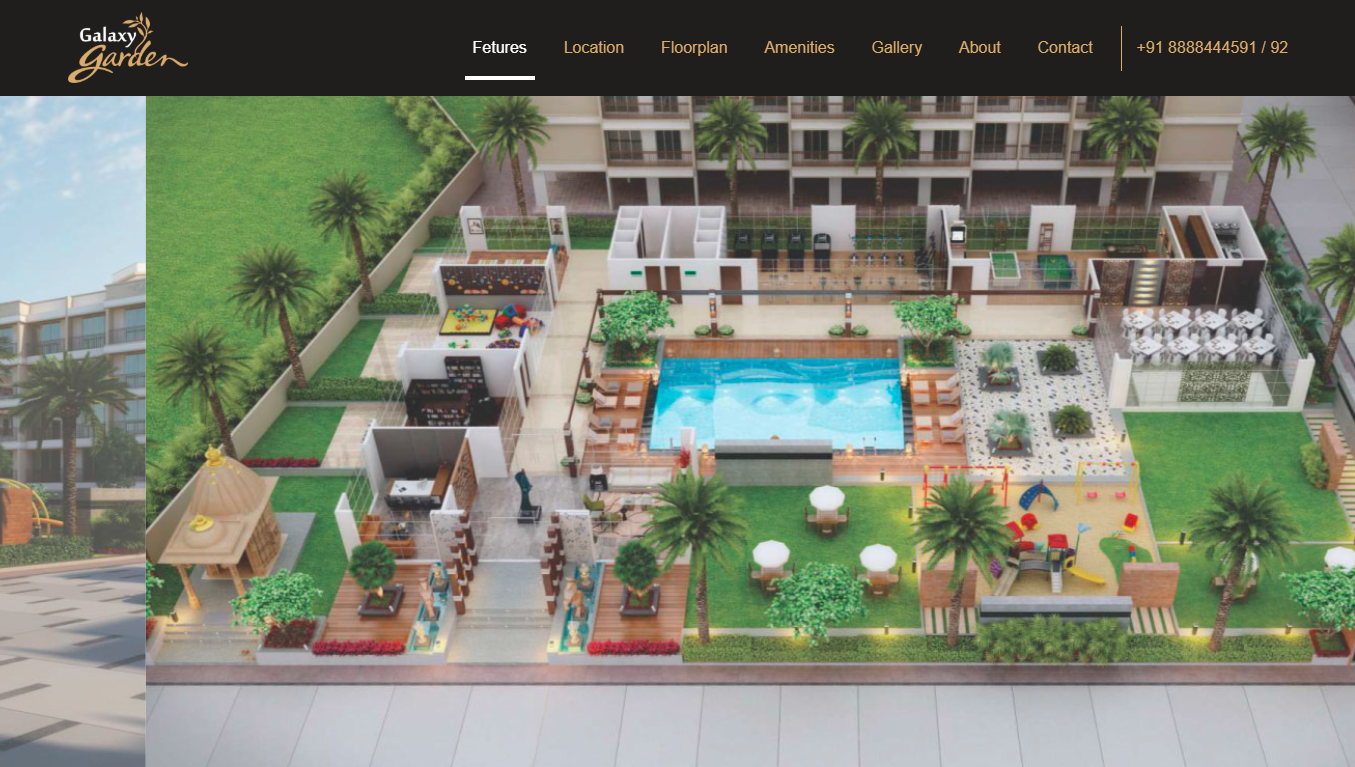 Galaxy
Garden
Fetures
Location
Floorplan
Amenities
Gallery
About
Contact
+91 8888444591 / 92